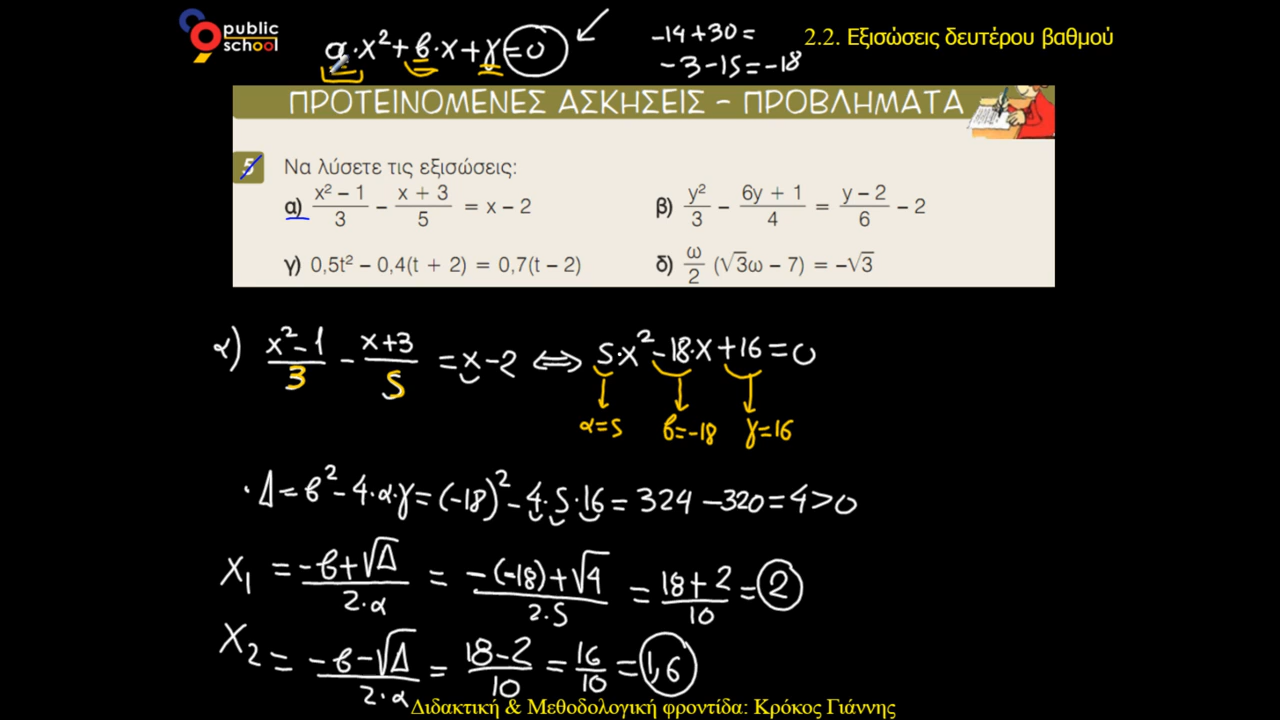 public
school
α·x²+β·x+γ=0
-14+30=
-3-15=-18
2.2. Εξισώσεις δευτέρου βαθμού
ΠΡΟΤΕΙΝΟΜΕΝΕΣ ΑΣΚΗΣΕΙΣ – ΠΡΟΒΛΗΜΑΤΑ
5 Να λύσετε τις εξισώσεις:
α) (x² – 1)/3 – (x + 3)/5 = x – 2
β) y²/3 – (6y + 1)/4 = (y – 2)/6 – 2
γ) 0,5t² – 0,4(t + 2) = 0,7(t – 2)
δ) ω/2 (√3ω – 7) = –√3
α) (x²-1)/3 - (x+3)/5 = x-2 ⟺ 5·x²-18·x+16=0
α=5 β=-18 γ=16
·Δ=β²-4·α·γ=(-18)²-4·5·16=324-320=4>0
x₁ = (-β+√Δ)/(2·α) = (-(-18)+√4)/(2·5) = (18+2)/10 = 2
x₂ = (-β-√Δ)/(2·α) = (18-2)/10 = 16/10 = 1,6
Διδακτική & Μεθοδολογική φροντίδα: Κρόκος Γιάννης